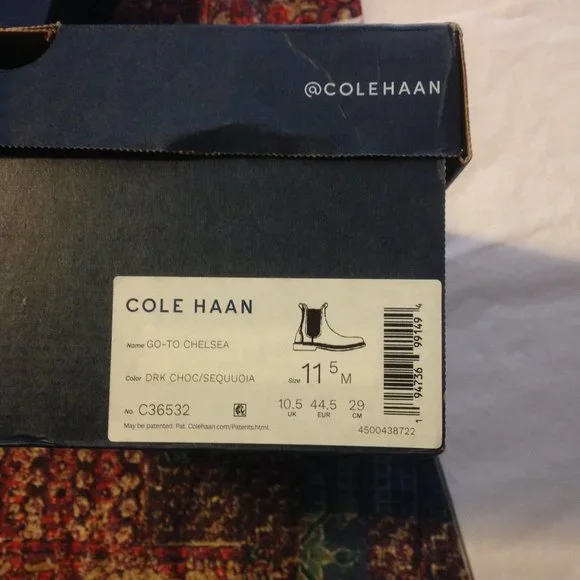 @COLEHAAN
COLE HAAN
Name GO-TO CHELSEA
Color DRK CHOC/SEQUUOIA
Size 11 5 M
No. C36532
10.5 44.5 29
UK EUR CM
May be patented. Pat. Colehaan.com/Patents.html.
1 94736 99149 4
4500438722